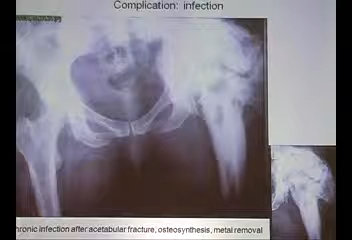 Complication: infection
hronic infection after acetabular fracture, osteosynthesis, metal removal